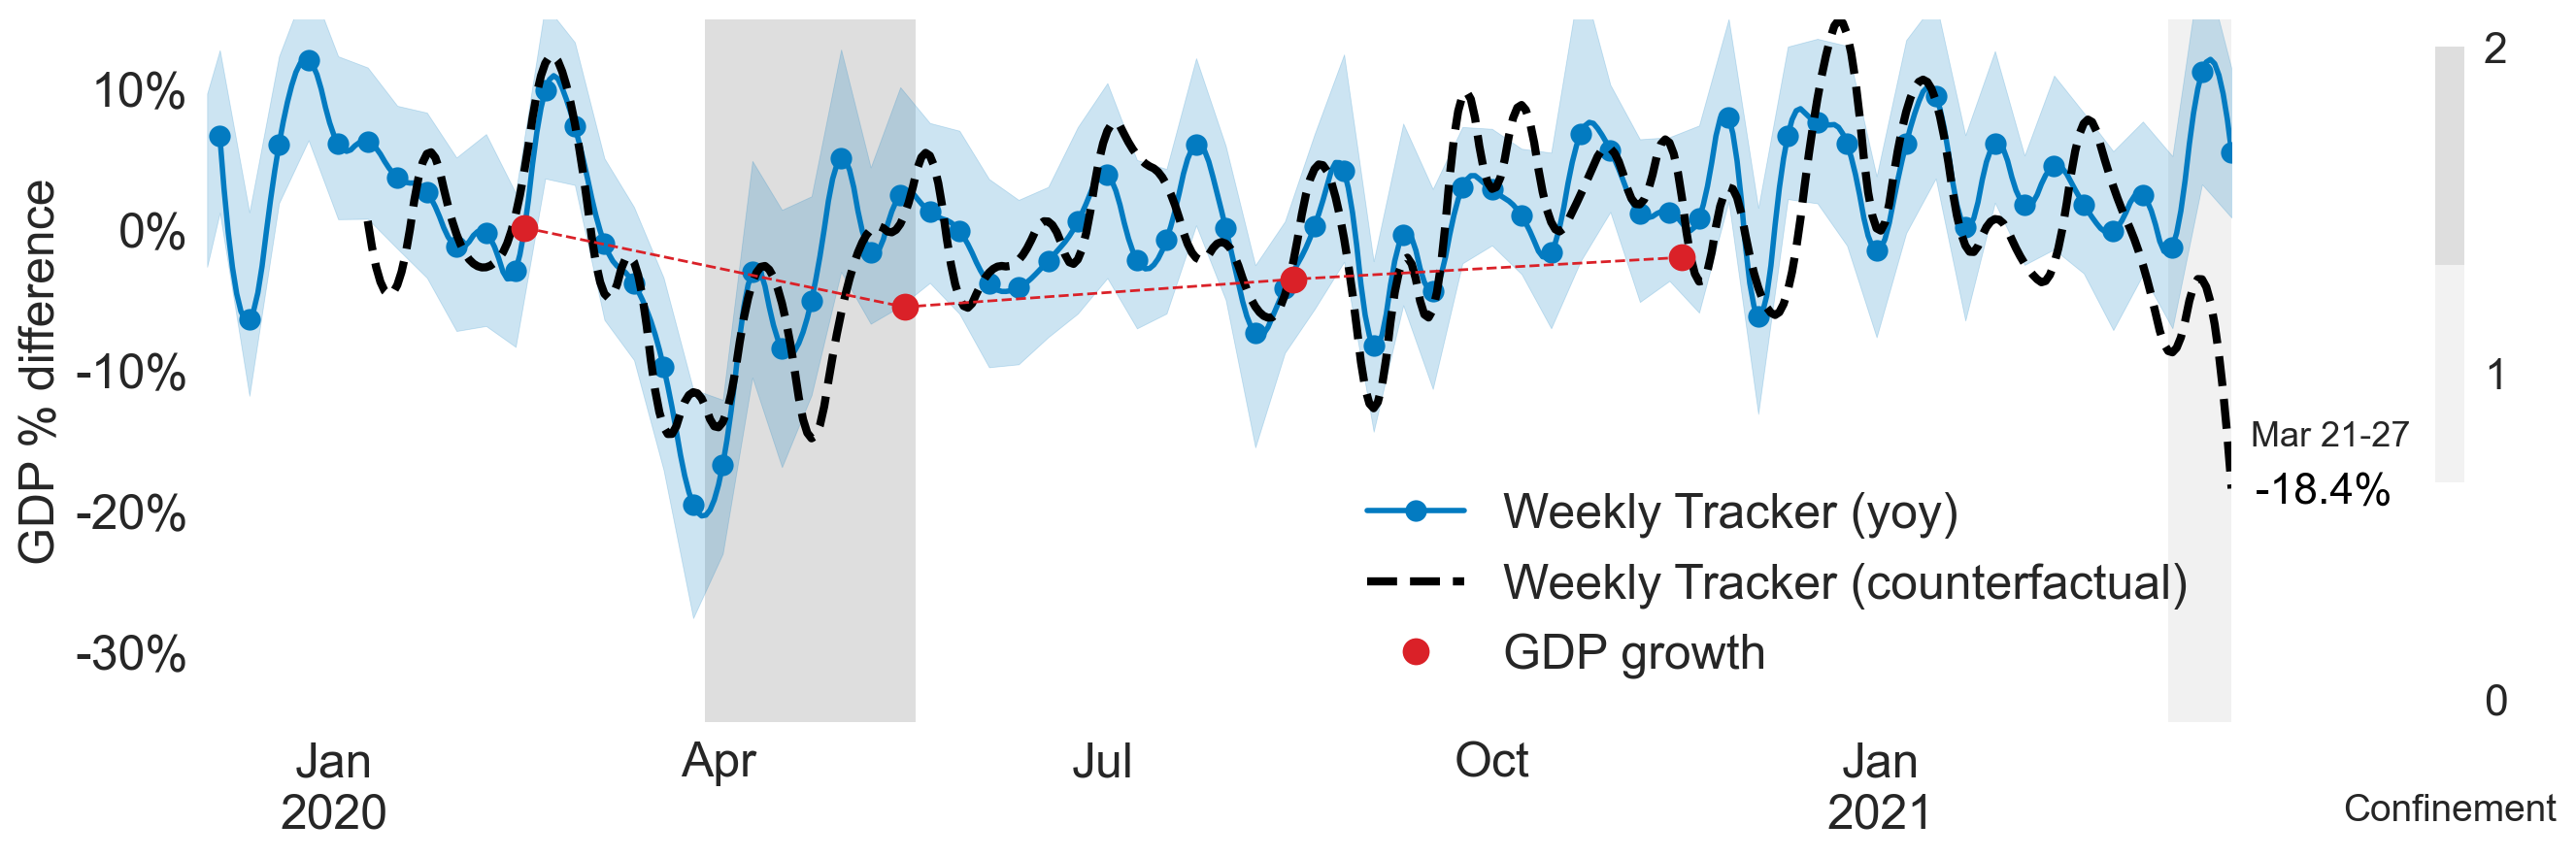 GDP % difference
10%
0%
-10%
-20%
-30%
Jan
2020
Apr
Jul
Oct
Jan
2021
Weekly Tracker (yoy)
Weekly Tracker (counterfactual)
GDP growth
Mar 21-27
-18.4%
2
1
0
Confinement